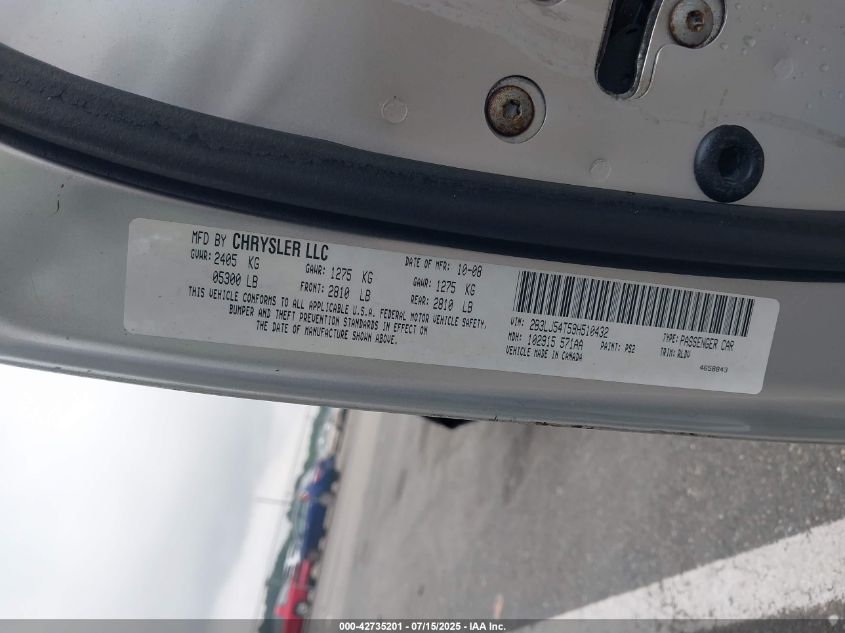 MFD BY CHRYSLER LLC DATE OF MFR: 10-08
GVWR: 2405 KG GAWR: 1275 KG GAWR: 1275 KG
05300 LB FRONT: 2810 LB REAR: 2810 LB
THIS VEHICLE CONFORMS TO ALL APPLICABLE U.S.A. FEDERAL MOTOR VEHICLE SAFETY,
BUMPER AND THEFT PREVENTION STANDARDS IN EFFECT ON
THE DATE OF MANUFACTURE SHOWN ABOVE.
VIN: 2B3LJ54T59H510432 TYPE: PASSENGER CAR
MDH: 102915 571AA PAINT: PS2 TRIM: RLDV
VEHICLE MADE IN CANADA
4658843
000-42735201 - 07/15/2025 - IAA Inc.